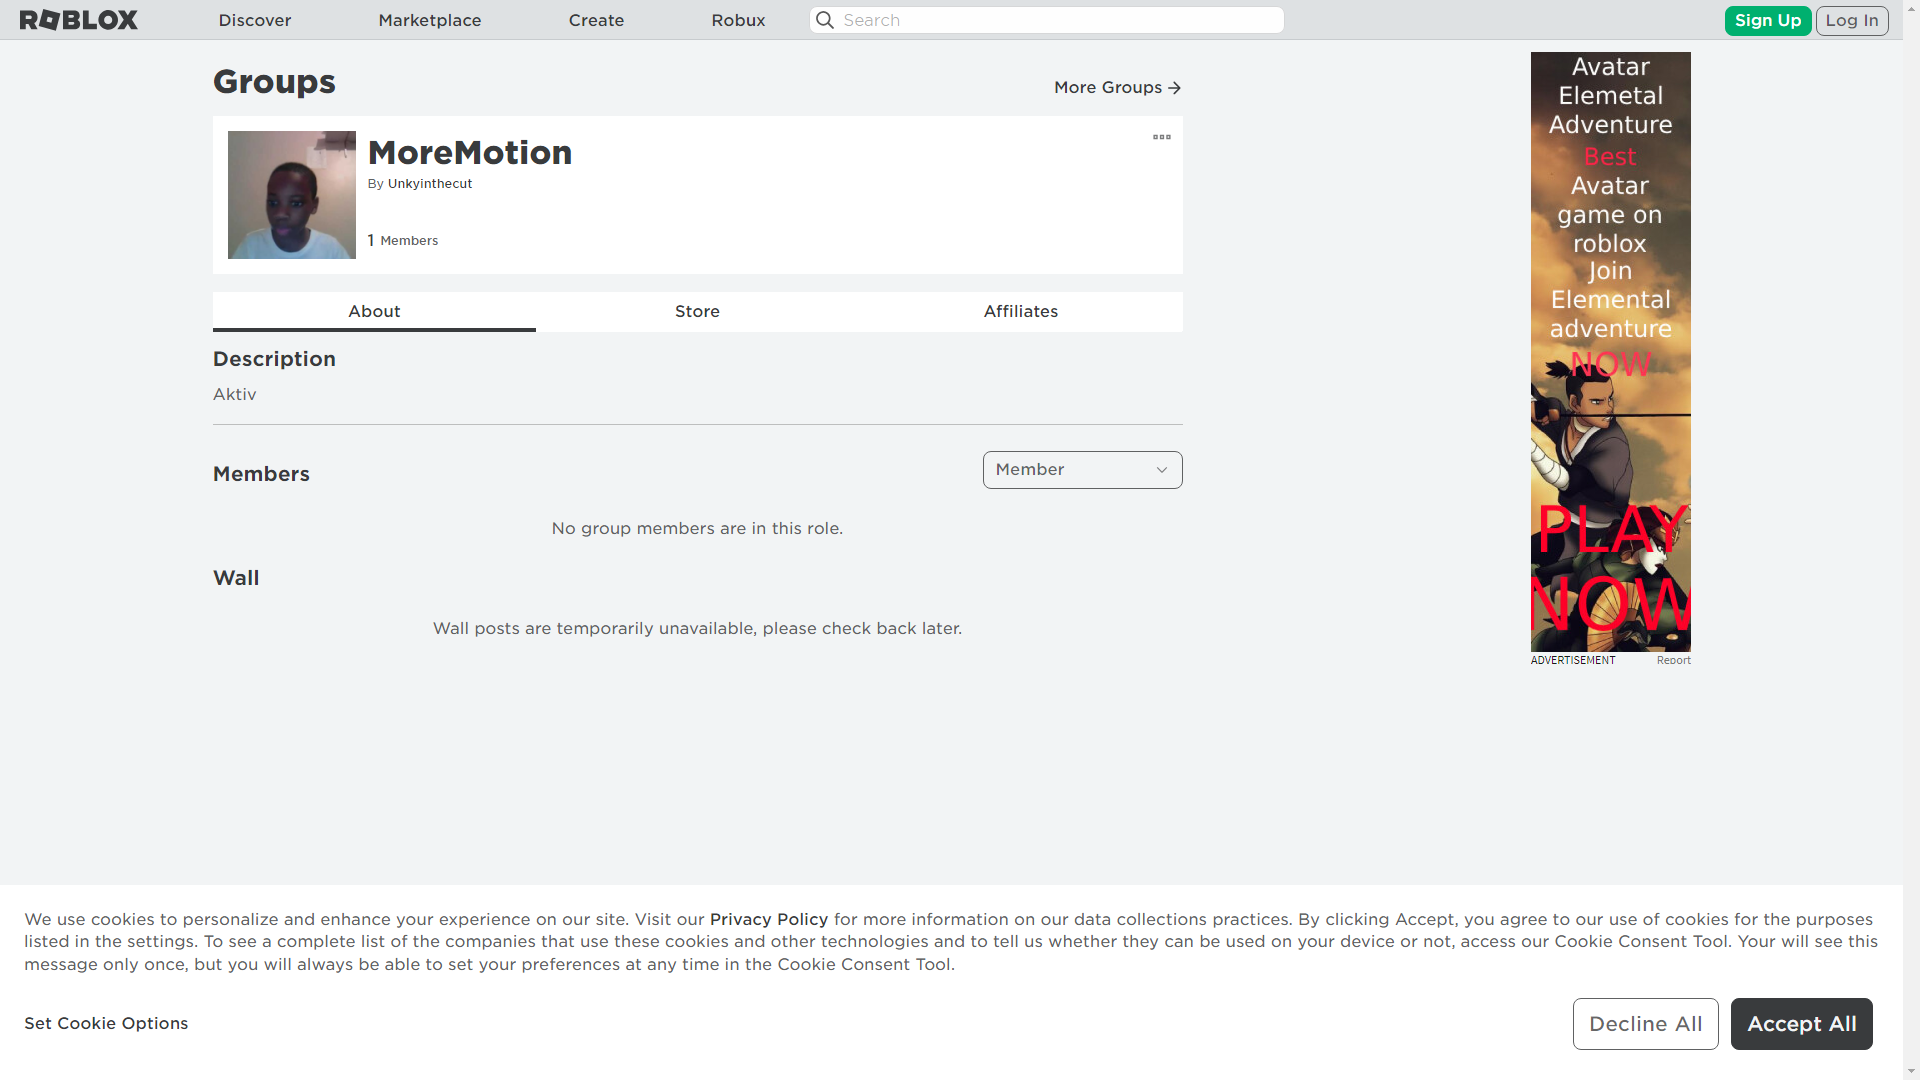 ROBLOX
Discover
Marketplace
Create
Robux
Search
Sign Up
Log In
Groups
More Groups
MoreMotion
By Unkyinthecut
1 Members
About
Store
Affiliates
Description
Aktiv
Members
Member
No group members are in this role.
Wall
Wall posts are temporarily unavailable, please check back later.
Avatar
Elemetal
Adventure
Best
Avatar
game on
roblox
Join
Elemental
adventure
NOW
PLAY
NOW
ADVERTISEMENT
Report
We use cookies to personalize and enhance your experience on our site. Visit our Privacy Policy for more information on our data collections practices. By clicking Accept, you agree to our use of cookies for the purposes
listed in the settings. To see a complete list of the companies that use these cookies and other technologies and to tell us whether they can be used on your device or not, access our Cookie Consent Tool. Your will see this
message only once, but you will always be able to set your preferences at any time in the Cookie Consent Tool.
Set Cookie Options
Decline All
Accept All